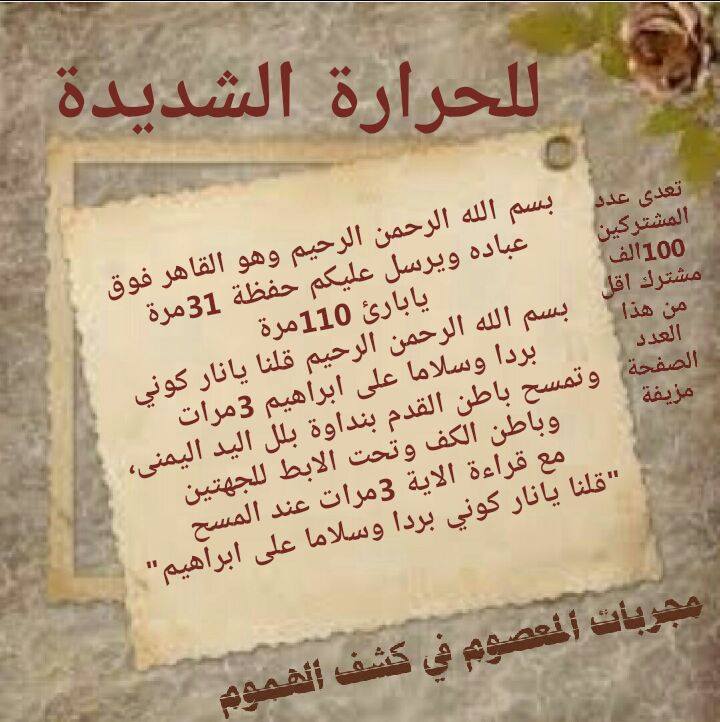 للحرارة الشديدة
بسم الله الرحمن الرحيم وهو القاهر فوق
عباده ويرسل عليكم حفظة 31مرة
يابارئ 110مرة
بسم الله الرحمن الرحيم قلنا يانار كوني
بردا وسلاما على ابراهيم 3مرات
وتمسح باطن القدم بنداوة بلل اليد اليمنى،
وباطن الكف وتحت الابط للجهتين
مع قراءة الاية 3مرات عند المسح
"قلنا يانار كوني بردا وسلاما على ابراهيم"
تعدى عدد
المشتركين
100الف
مشترك اقل
من هذا
العدد
الصفحة
مزيفة
مجربات المعصوم في كشف الهموم